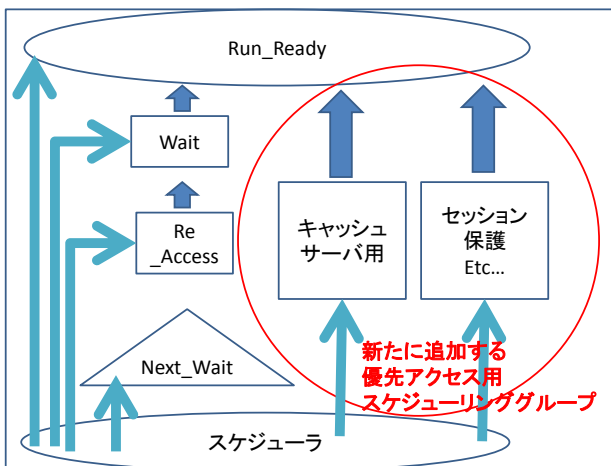 Run_Ready
Wait
Re
_Access
キャッシュ
サーバ用
セッション
保護
Etc...
Next_Wait
新たに追加する
優先アクセス用
スケジューリンググループ
スケジューラ